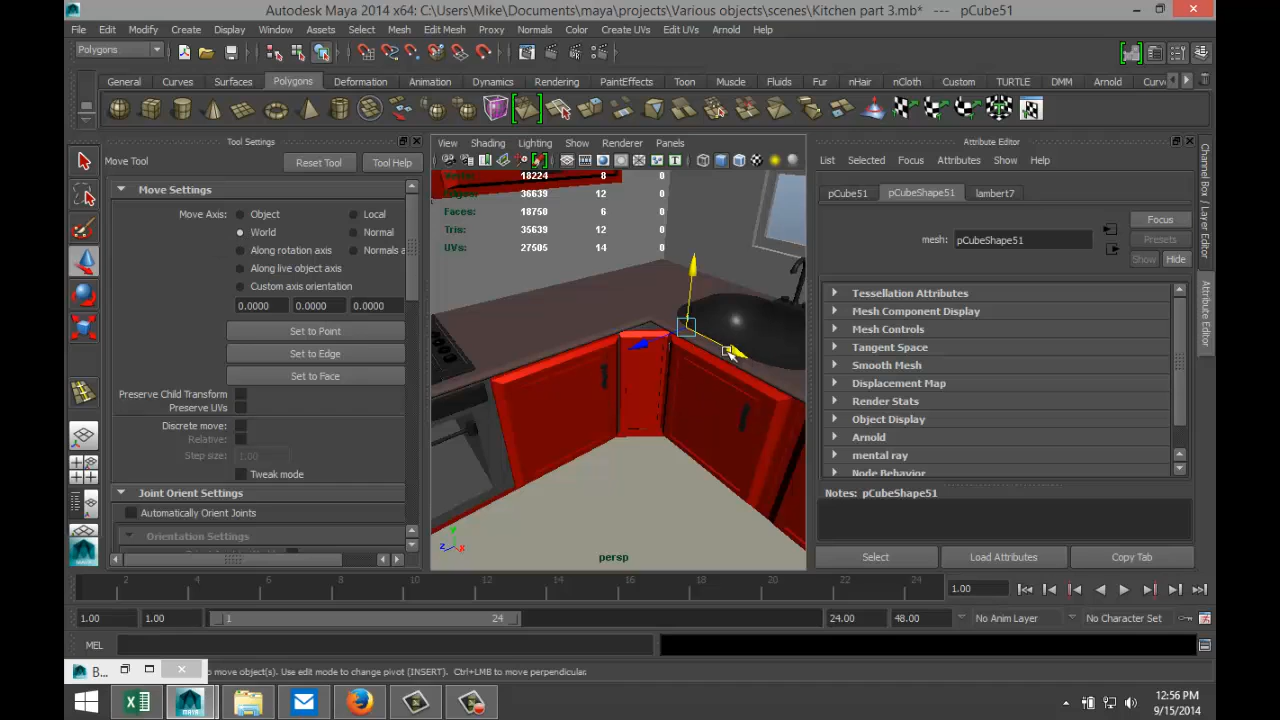 Autodesk Maya 2014 x64: C:\Users\Mike\Documents\maya\projects\Various objects\scenes\Kitchen part 3.mb* --- pCube51
File Edit Modify Create Display Window Assets Select Mesh Edit Mesh Proxy Normals Color Create UVs Edit UVs Arnold Help
Polygons
General Curves Surfaces Polygons Deformation Animation Dynamics Rendering PaintEffects Toon Muscle Fluids Fur nHair nCloth Custom TURTLE DMM Arnold Curv
Tool Settings
Move Tool Reset Tool Tool Help
Move Settings
Move Axis: Object Local
World Normal
Along rotation axis Normals a
Along live object axis
Custom axis orientation
0.0000 0.0000 0.0000
Set to Point
Set to Edge
Set to Face
Preserve Child Transform
Preserve UVs
Discrete move:
Relative:
Step size: 1.00
Tweak mode
Joint Orient Settings
Automatically Orient Joints
Orientation Settings
View Shading Lighting Show Renderer Panels
18224 8 0
36639 12 0
Faces: 18750 6 0
Tris: 35639 12 0
UVs: 27505 14 0
persp
Attribute Editor
List Selected Focus Attributes Show Help
pCube51 pCubeShape51 lambert7
mesh: pCubeShape51
Focus
Presets
Show Hide
Tessellation Attributes
Mesh Component Display
Mesh Controls
Tangent Space
Smooth Mesh
Displacement Map
Render Stats
Object Display
Arnold
mental ray
Node Behavior
Notes: pCubeShape51
Select Load Attributes Copy Tab
Channel Box / Layer Editor
Attribute Editor
2 4 6 8 10 12 14 16 18 20 22 24
1.00
1.00 1.00 1 24 24.00 48.00 No Anim Layer No Character Set
MEL
B... to move object(s). Use edit mode to change pivot [INSERT]. Ctrl+LMB to move perpendicular.
12:56 PM
9/15/2014